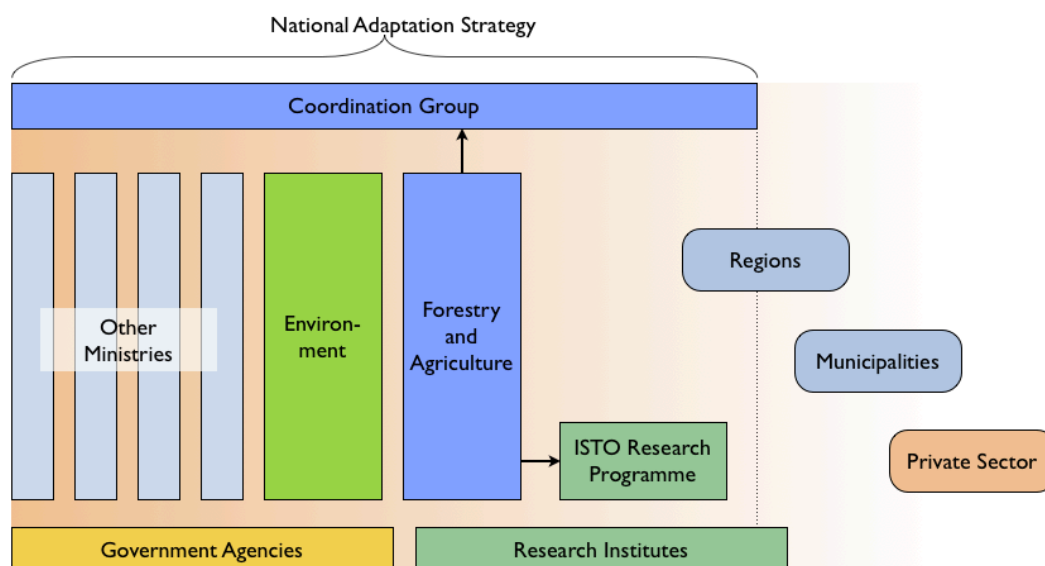 National Adaptation Strategy
Coordination Group
Other
Ministries
Environ-
ment
Forestry
and
Agriculture
Regions
Municipalities
ISTO Research
Programme
Private Sector
Government Agencies
Research Institutes